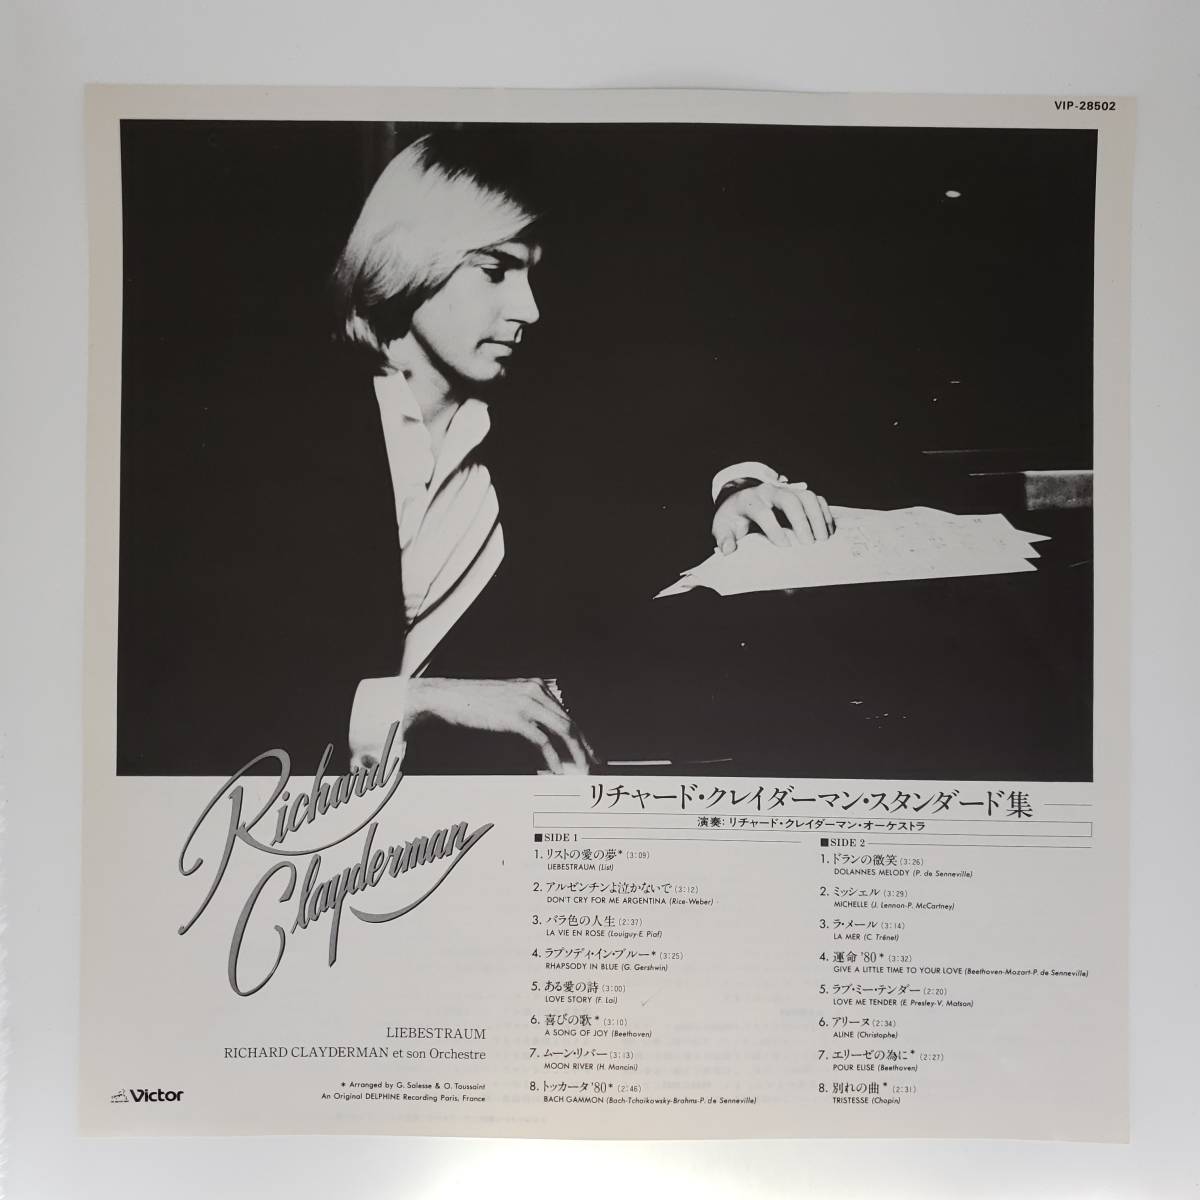 VIP-28502
Richard
Clayderman
リチャード・クレイダーマン・スタンダード集
演奏: リチャード・クレイダーマン・オーケストラ
■SIDE 1
1. リストの愛の夢* (3:09)
LIEBESTRAUM (List)
2. アルゼンチンよ泣かないで (3:12)
DON'T CRY FOR ME ARGENTINA (Rice-Weber)
3. バラ色の人生 (2:37)
LA VIE EN ROSE (Louiguy-E. Piaf)
4. ラプソディ・イン・ブルー* (3:25)
RHAPSODY IN BLUE (G. Gershwin)
5. ある愛の詩 (3:00)
LOVE STORY (F. Lai)
6. 喜びの歌* (3:10)
A SONG OF JOY (Beethoven)
7. ムーン・リバー (3:13)
MOON RIVER (H. Mancini)
8. トッカータ'80* (2:46)
BACH GAMMON (Bach-Tchaikowsky-Brahms-P. de Senneville)
■SIDE 2
1. ドランの微笑 (3:26)
DOLANNES MELODY (P. de Senneville)
2. ミッシェル (3:29)
MICHELLE (J. Lennon-P. McCartney)
3. ラ・メール (3:14)
LA MER (C. Trénet)
4. 運命'80* (3:32)
GIVE A LITTLE TIME TO YOUR LOVE (Beethoven-Mozart-P. de Senneville)
5. ラブ・ミー・テンダー (2:20)
LOVE ME TENDER (E. Presley-V. Matson)
6. アリーヌ (2:34)
ALINE (Christophe)
7. エリーゼの為に* (2:27)
POUR ELISE (Beethoven)
8. 別れの曲* (2:31)
TRISTESSE (Chopin)
LIEBESTRAUM
RICHARD CLAYDERMAN et son Orchestre
* Arranged by G. Salesse & O. Toussaint
An Original DELPHINE Recording Paris, France
Victor